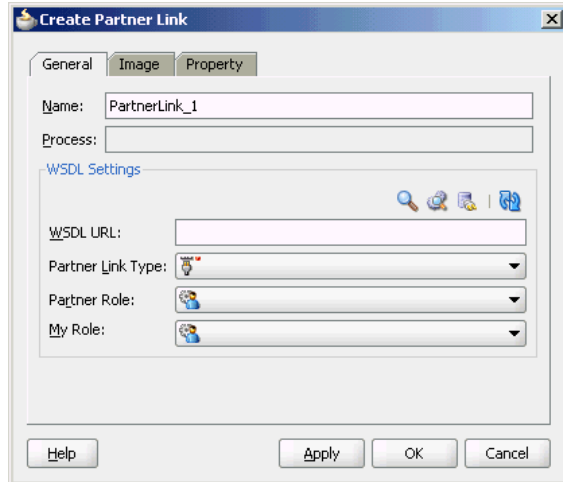 Create Partner Link
General Image Property
Name: PartnerLink_1
Process:
WSDL Settings
WSDL URL:
Partner Link Type:
Partner Role:
My Role:
Help Apply OK Cancel